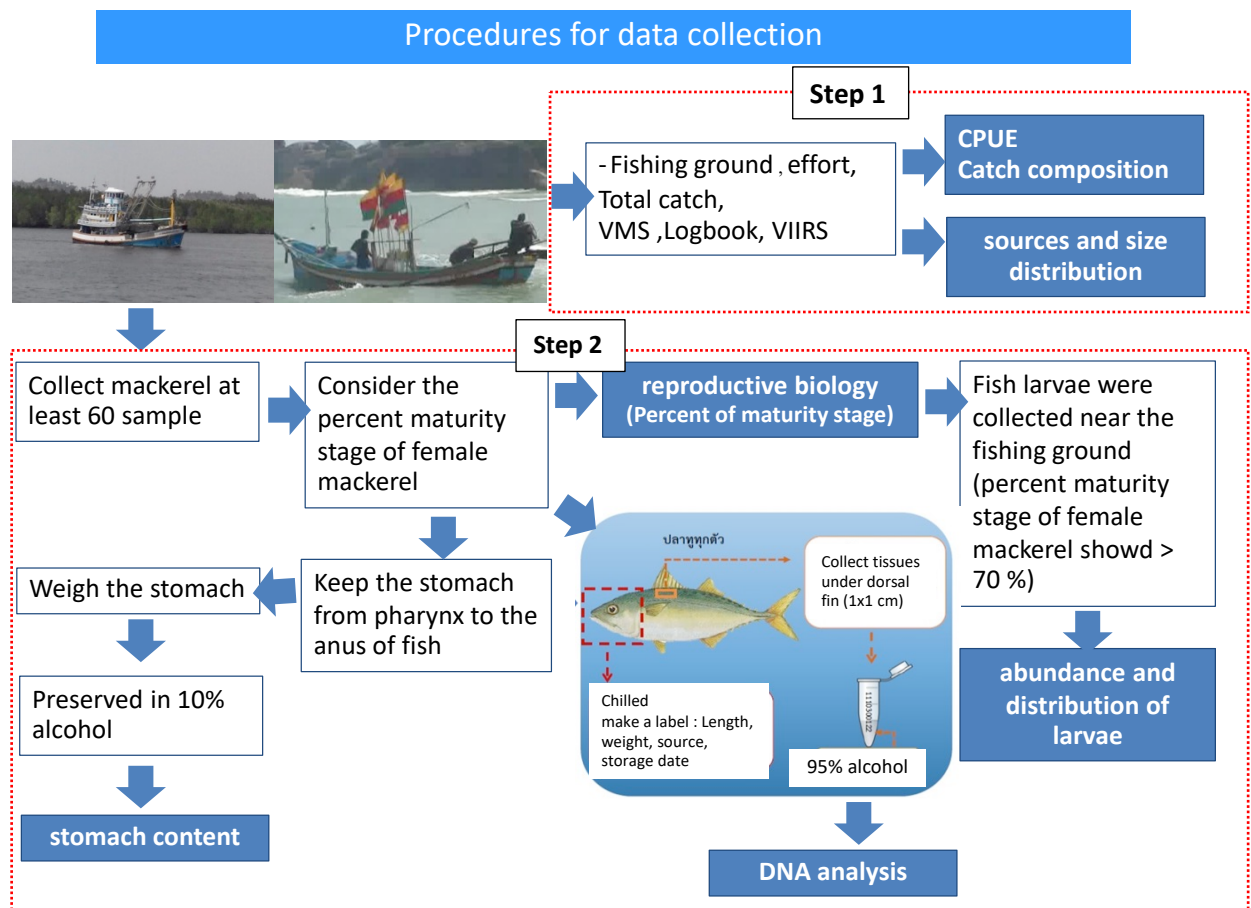 Procedures for data collection
Step 1
- Fishing ground , effort,
Total catch,
VMS ,Logbook, VIIRS
CPUE
Catch composition
sources and size
distribution
Step 2
Collect mackerel at
least 60 sample
Consider the
percent maturity
stage of female
mackerel
reproductive biology
(Percent of maturity stage)
Fish larvae were
collected near the
fishing ground
(percent maturity
stage of female
mackerel showd >
70 %)
abundance and
distribution of
larvae
Keep the stomach
from pharynx to the
anus of fish
Weigh the stomach
Preserved in 10%
alcohol
stomach content
ปลาทูทุกตัว
Collect tissues
under dorsal
fin (1x1 cm)
Chilled
make a label : Length,
weight, source,
storage date
95% alcohol
DNA analysis